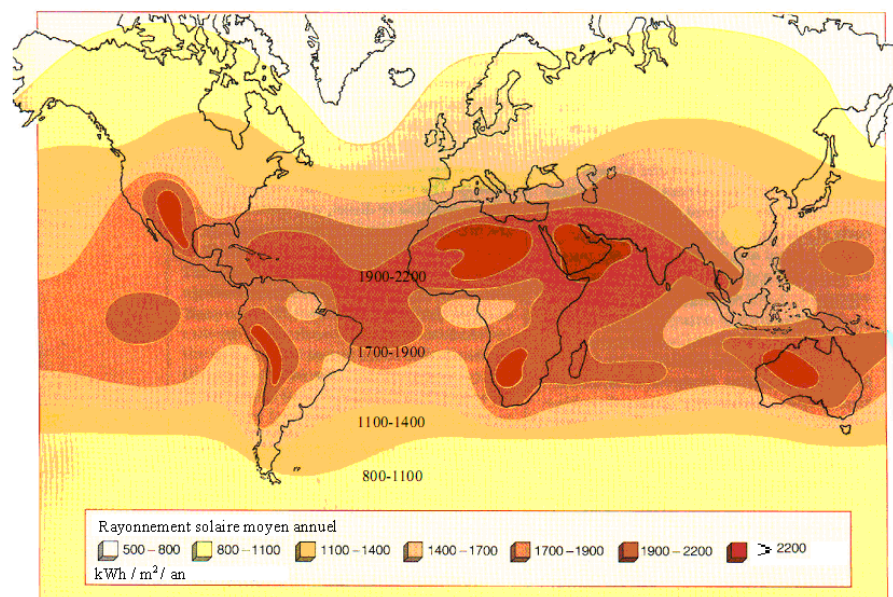 1900-2200
1700-1900
1100-1400
800-1100
Rayonnement solaire moyen annuel
500 – 800 800 – 1100 1100 – 1400 1400 – 1700 1700 – 1900 1900 – 2200 > 2200
kWh / m² / an